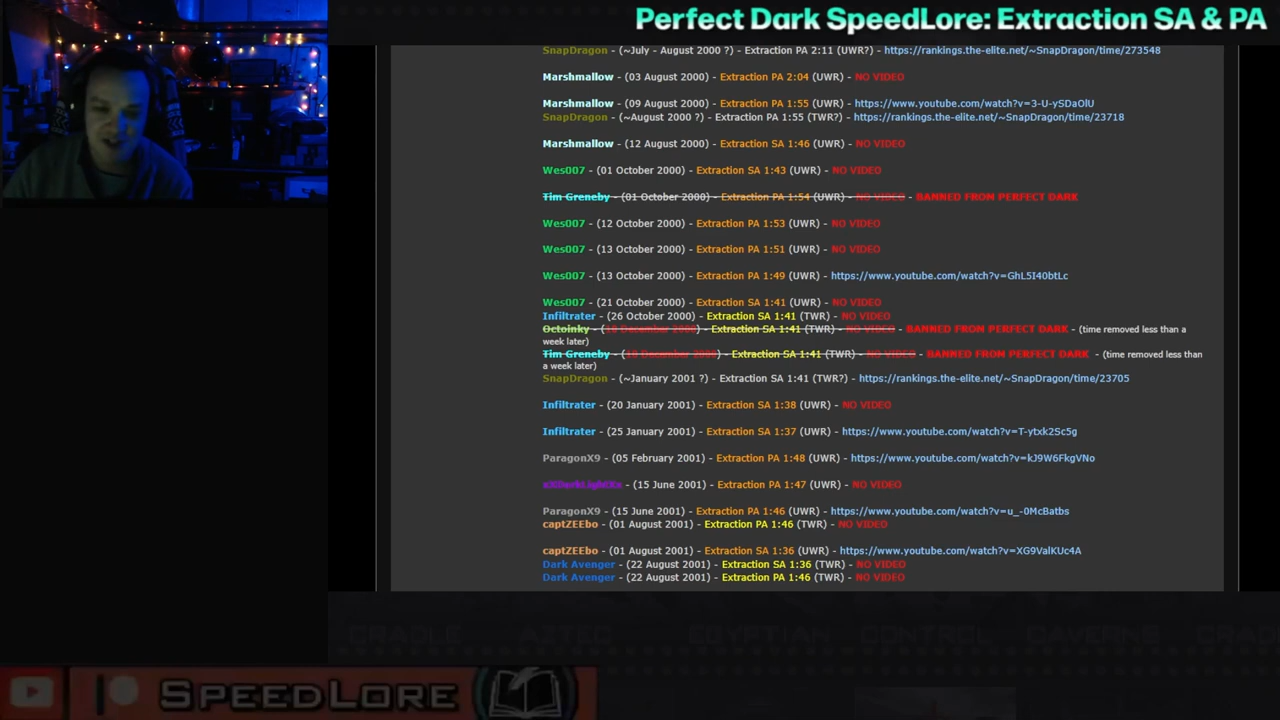 Perfect Dark SpeedLore: Extraction SA & PA
SnapDragon - (~July - August 2000 ?) - Extraction PA 2:11 (UWR?) - https://rankings.the-elite.net/~SnapDragon/time/273548
Marshmallow - (03 August 2000) - Extraction PA 2:04 (UWR) - NO VIDEO
Marshmallow - (09 August 2000) - Extraction PA 1:55 (UWR) - https://www.youtube.com/watch?v=3-U-ySDaOlU
SnapDragon - (~August 2000 ?) - Extraction PA 1:55 (TWR?) - https://rankings.the-elite.net/~SnapDragon/time/23718
Marshmallow - (12 August 2000) - Extraction SA 1:46 (UWR) - NO VIDEO
Wes007 - (01 October 2000) - Extraction SA 1:43 (UWR) - NO VIDEO
Tim Greneby - (01 October 2000) - Extraction PA 1:54 (UWR) - NO VIDEO - BANNED FROM PERFECT DARK
Wes007 - (12 October 2000) - Extraction PA 1:53 (UWR) - NO VIDEO
Wes007 - (13 October 2000) - Extraction PA 1:51 (UWR) - NO VIDEO
Wes007 - (13 October 2000) - Extraction PA 1:49 (UWR) - https://www.youtube.com/watch?v=GhL5I40btLc
Wes007 - (21 October 2000) - Extraction SA 1:41 (UWR) - NO VIDEO
Infiltrater - (26 October 2000) - Extraction SA 1:41 (TWR) - NO VIDEO
Octoinky - (18 December 2000) - Extraction SA 1:41 (TWR) - NO VIDEO - BANNED FROM PERFECT DARK - (time removed less than a
week later)
Tim Greneby - ( December 2000) - Extraction SA 1:41 (TWR) - NO VIDEO - BANNED FROM PERFECT DARK - (time removed less than
a week later)
SnapDragon - (~January 2001 ?) - Extraction SA 1:41 (TWR?) - https://rankings.the-elite.net/~SnapDragon/time/23705
Infiltrater - (20 January 2001) - Extraction SA 1:38 (UWR) - NO VIDEO
Infiltrater - (25 January 2001) - Extraction SA 1:37 (UWR) - https://www.youtube.com/watch?v=T-ytxk2Sc5g
ParagonX9 - (05 February 2001) - Extraction PA 1:48 (UWR) - https://www.youtube.com/watch?v=kJ9W6FkgVNo
- (15 June 2001) - Extraction PA 1:47 (UWR) - NO VIDEO
ParagonX9 - (15 June 2001) - Extraction PA 1:46 (UWR) - https://www.youtube.com/watch?v=u_-0McBatbs
captZEEbo - (01 August 2001) - Extraction PA 1:46 (TWR) - NO VIDEO
captZEEbo - (01 August 2001) - Extraction SA 1:36 (UWR) - https://www.youtube.com/watch?v=XG9ValKUc4A
Dark Avenger - (22 August 2001) - Extraction SA 1:36 (TWR) - NO VIDEO
Dark Avenger - (22 August 2001) - Extraction PA 1:46 (TWR) - NO VIDEO
CRADLE AZTEC EGYPTIAN CONTROL CAVERNS CRAD
SPEEDLORE